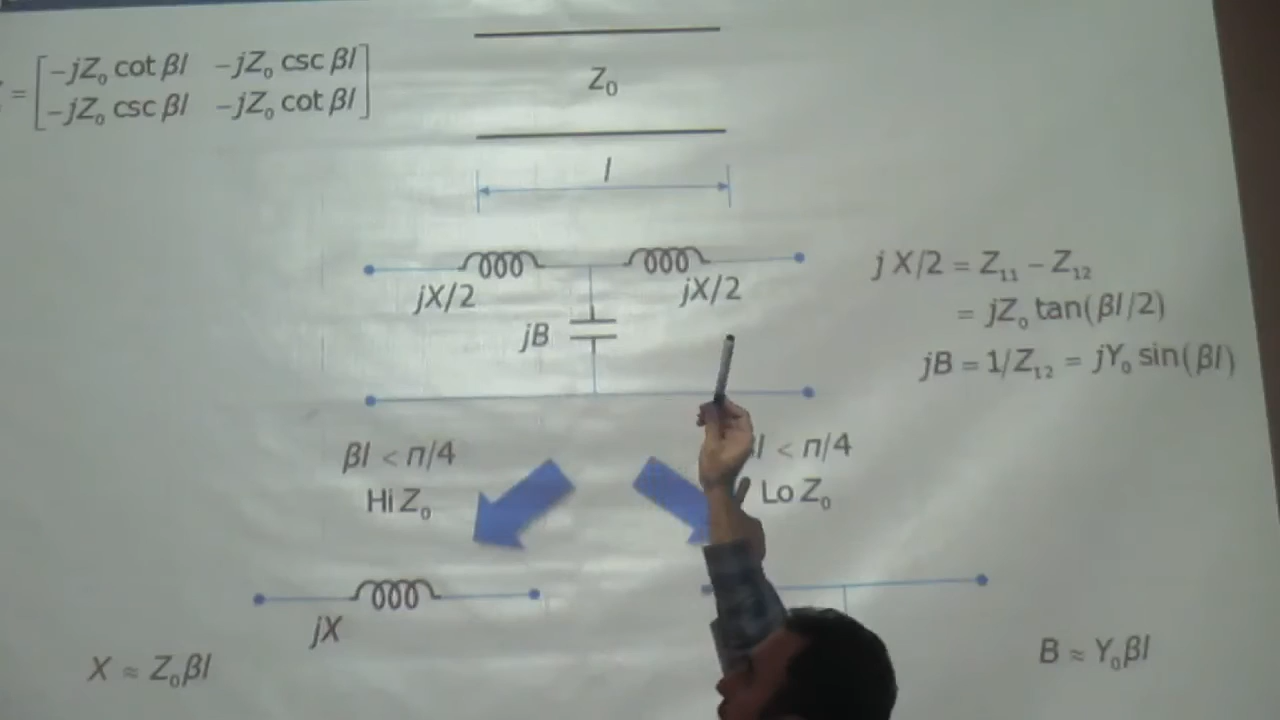 = [-jZ₀ cot βl -jZ₀ csc βl
-jZ₀ csc βl -jZ₀ cot βl]
Z₀
l
jX/2
jX/2
jB
jX/2 = Z₁₁ - Z₁₂
= jZ₀ tan(βl/2)
jB = 1/Z₁₂ = jY₀ sin(βl)
βl < π/4
Hi Z₀
l < π/4
Lo Z₀
jX
X ≈ Z₀βl
B ≈ Y₀βl